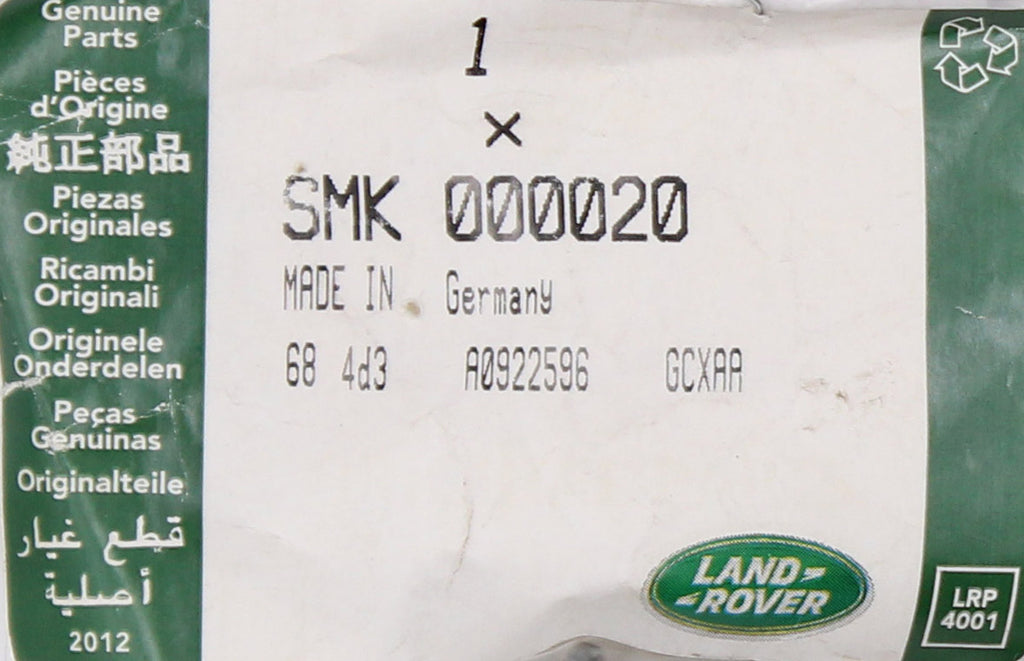 Genuine
Parts
Pièces
d'Origine
純正部品
Piezas
Originales
Ricambi
Originali
Originele
Onderdelen
Peças
Genuinas
Originalteile
قطع غيار
أصلية
2012
1
×
SMK 000020
MADE IN Germany
68 4d3 A0922596 GCXAA
LAND-
-ROVER
LRP
4001